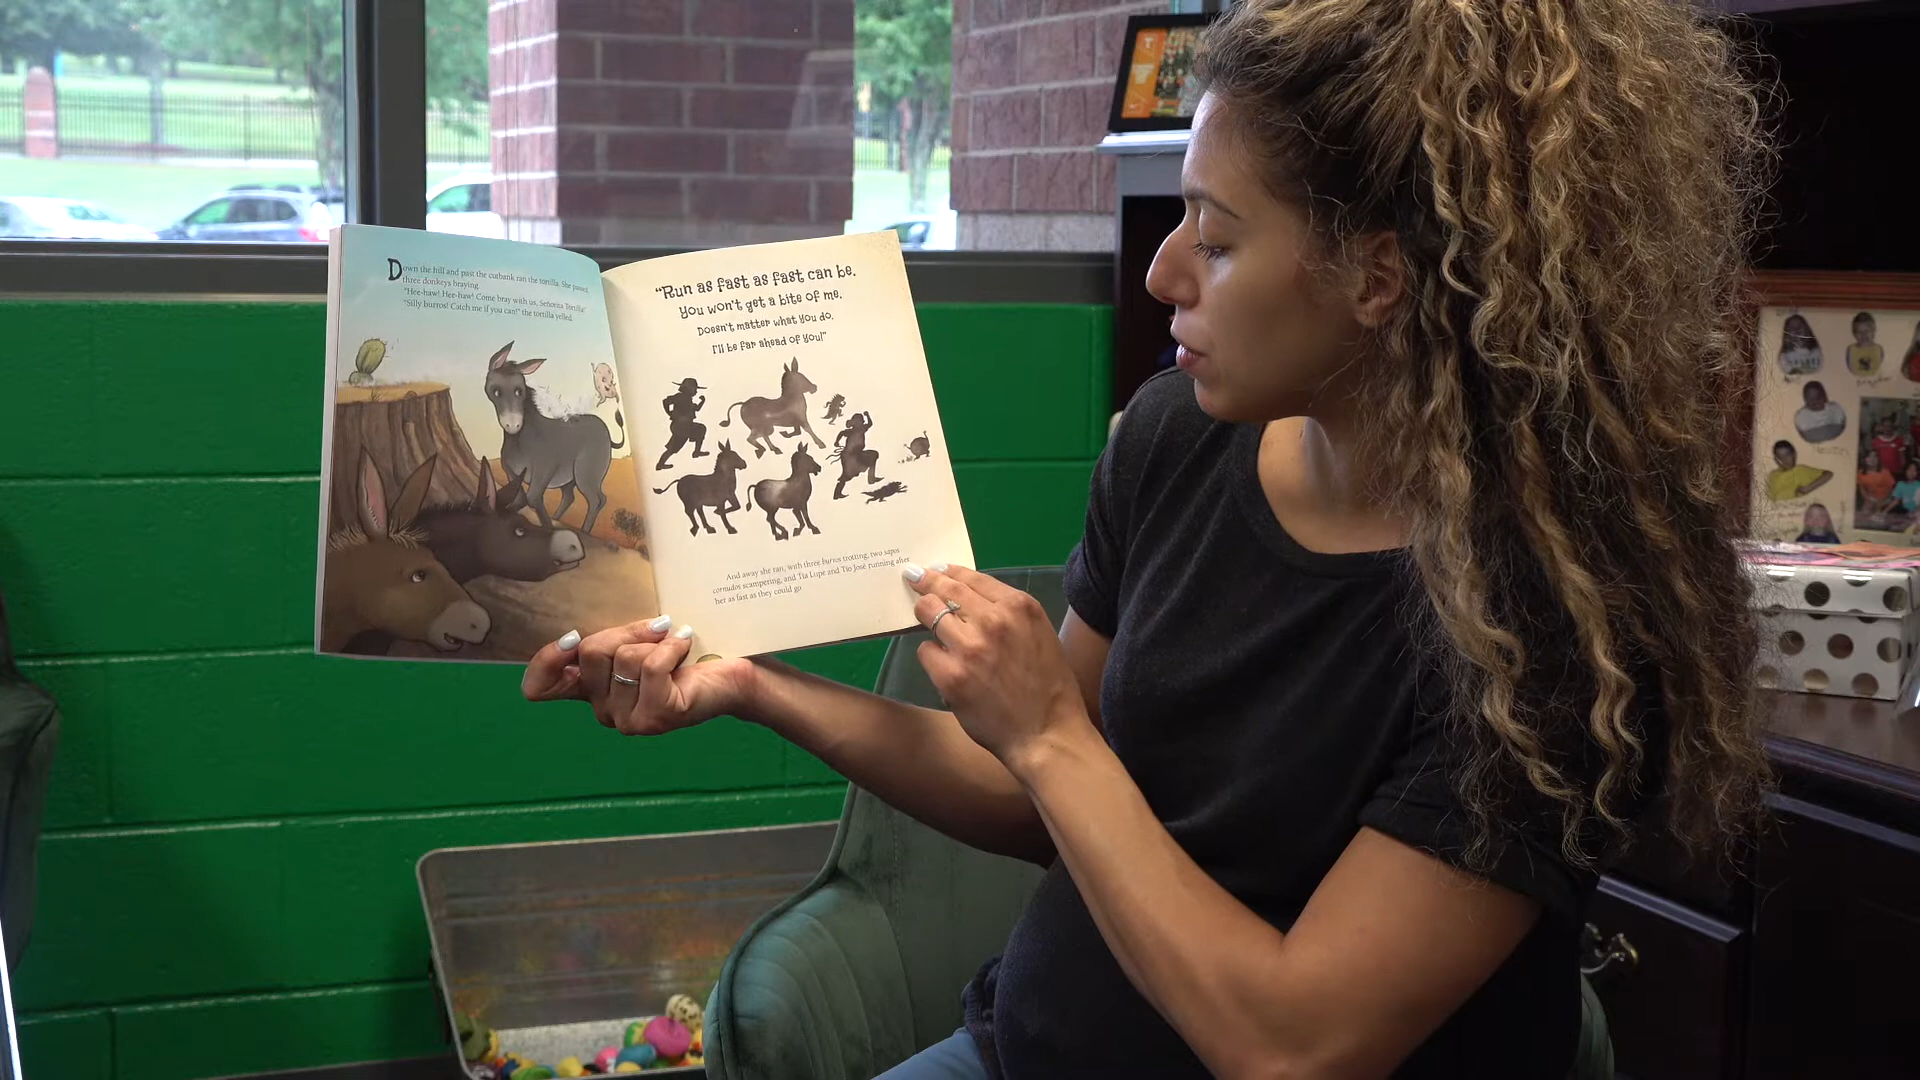 Down the hill and past the cutbank ran the tortilla. She passed
three donkeys braying.
"Hee-haw! Hee-haw! Come bray with us, Señorita Tortilla!"
"Silly burros! Catch me if you can!" the tortilla yelled.
"Run as fast as fast can be.
You won't get a bite of me.
Doesn't matter what you do.
I'll be far ahead of you!"
And away she ran, with three burros trotting, two sapos
cornudos scampering, and Tía Lupe and Tío José running after
her as fast as they could go.